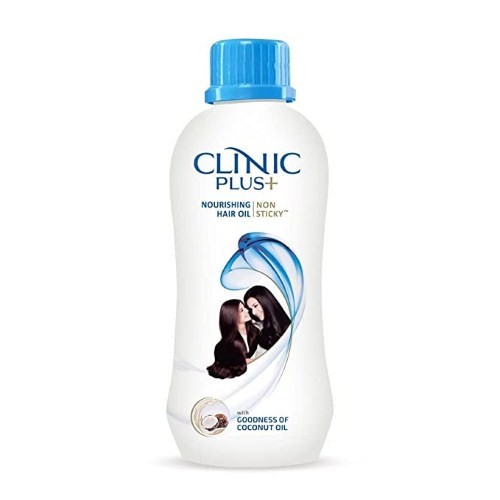 CLINIC
PLUS+
NOURISHING HAIR OIL
NON STICKY™
with
GOODNESS OF
COCONUT OIL